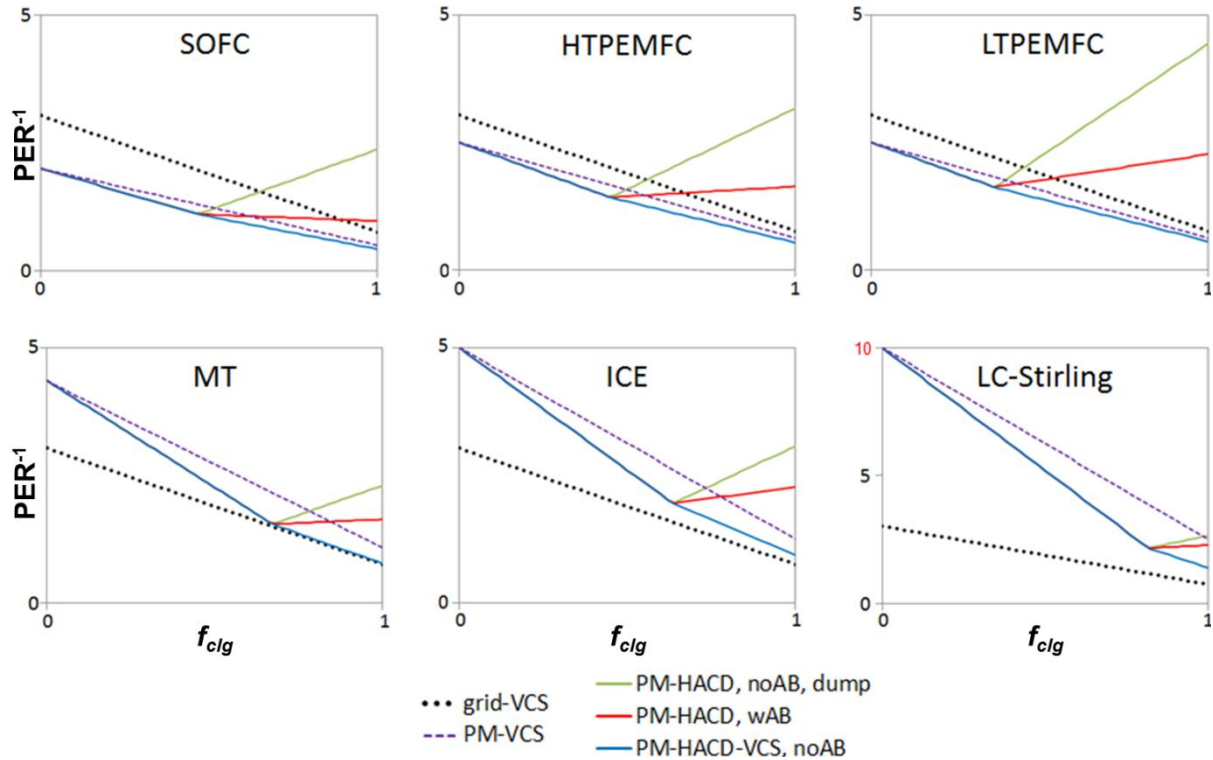 5
SOFC
PER-1
0
0
1
5
HTPEMFC
0
0
1
5
LTPEMFC
0
0
1
5
MT
PER-1
0
0
fclg
1
5
ICE
0
0
fclg
1
10
LC-Stirling
5
0
0
fclg
1
grid-VCS
PM-VCS
PM-HACD, noAB, dump
PM-HACD, wAB
PM-HACD-VCS, noAB